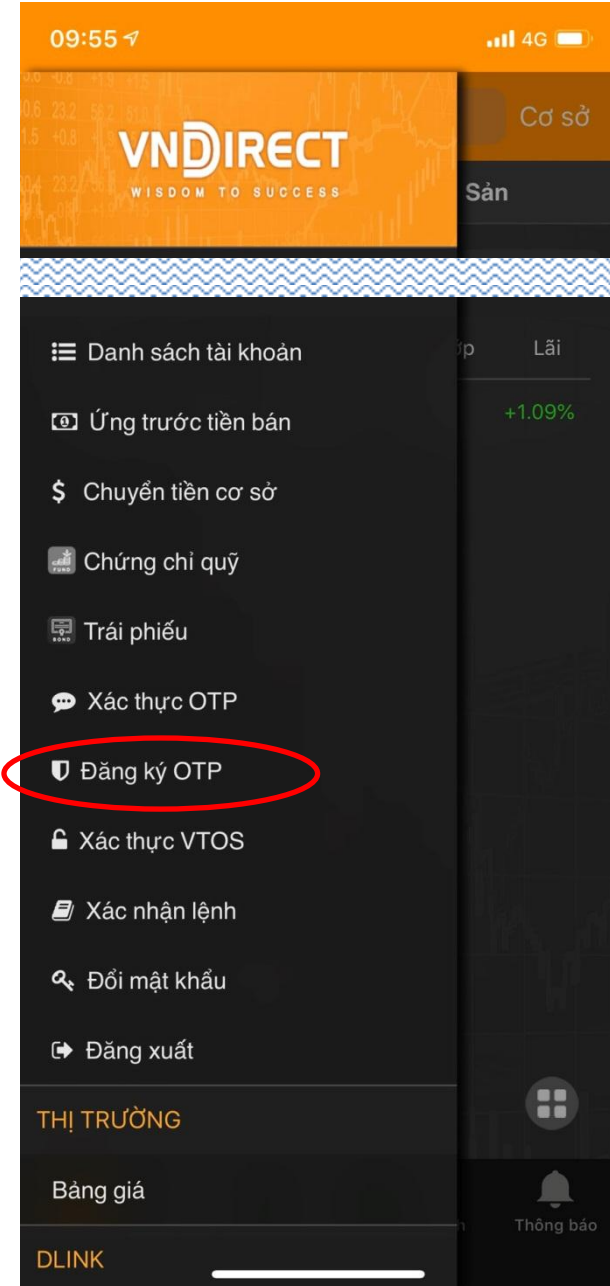 09:55
4G
VNDIRECT
WISDOM TO SUCCESS
Cơ sở
Sản
Danh sách tài khoản
Lãi
Ứng trước tiền bán
+1.09%
$ Chuyển tiền cơ sở
Chứng chỉ quỹ
Trái phiếu
Xác thực OTP
Đăng ký OTP
Xác thực VTOS
Xác nhận lệnh
Đổi mật khẩu
Đăng xuất
THỊ TRƯỜNG
Bảng giá
Thông báo
DLINK